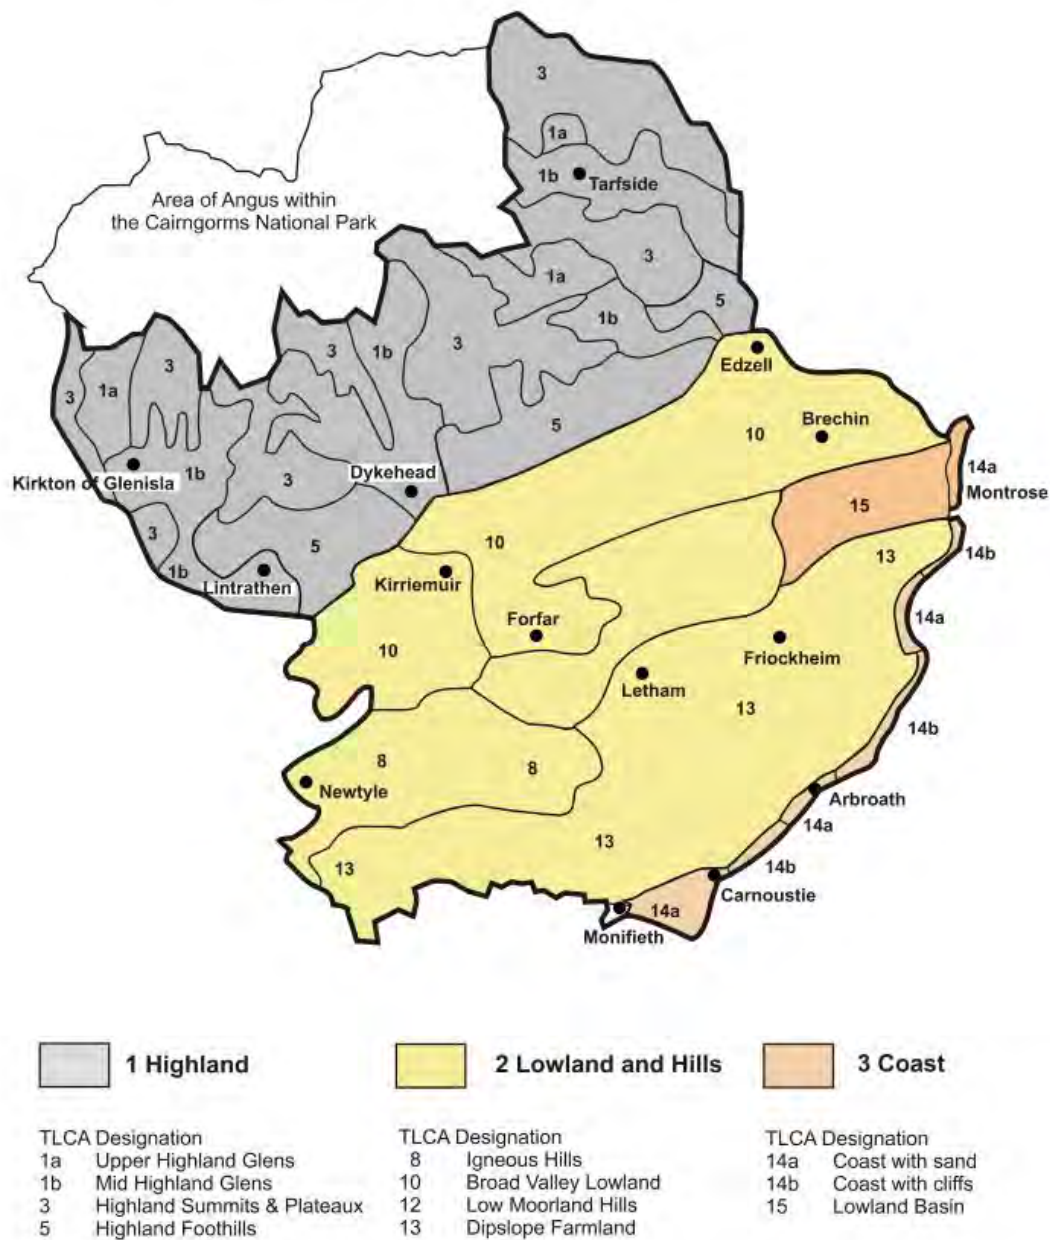 3
1a
1b
Tarfside
Area of Angus within
the Cairngorms National Park
3
1a
5
1b
3
3
1b
3
3
1a
3
Edzell
5
Brechin
10
14a
Montrose
Kirkton of Glenisla
1b
3
Dykehead
15
3
10
14b
13
5
1b
Lintrathen
Kirriemuir
14a
Forfar
10
Friockheim
Letham
13
14b
8
8
Newtyle
Arbroath
14a
13
13
14b
Carnoustie
14a
Monifieth
1 Highland
2 Lowland and Hills
3 Coast
TLCA Designation
1a Upper Highland Glens
1b Mid Highland Glens
3 Highland Summits & Plateaux
5 Highland Foothills
TLCA Designation
8 Igneous Hills
10 Broad Valley Lowland
12 Low Moorland Hills
13 Dipslope Farmland
TLCA Designation
14a Coast with sand
14b Coast with cliffs
15 Lowland Basin